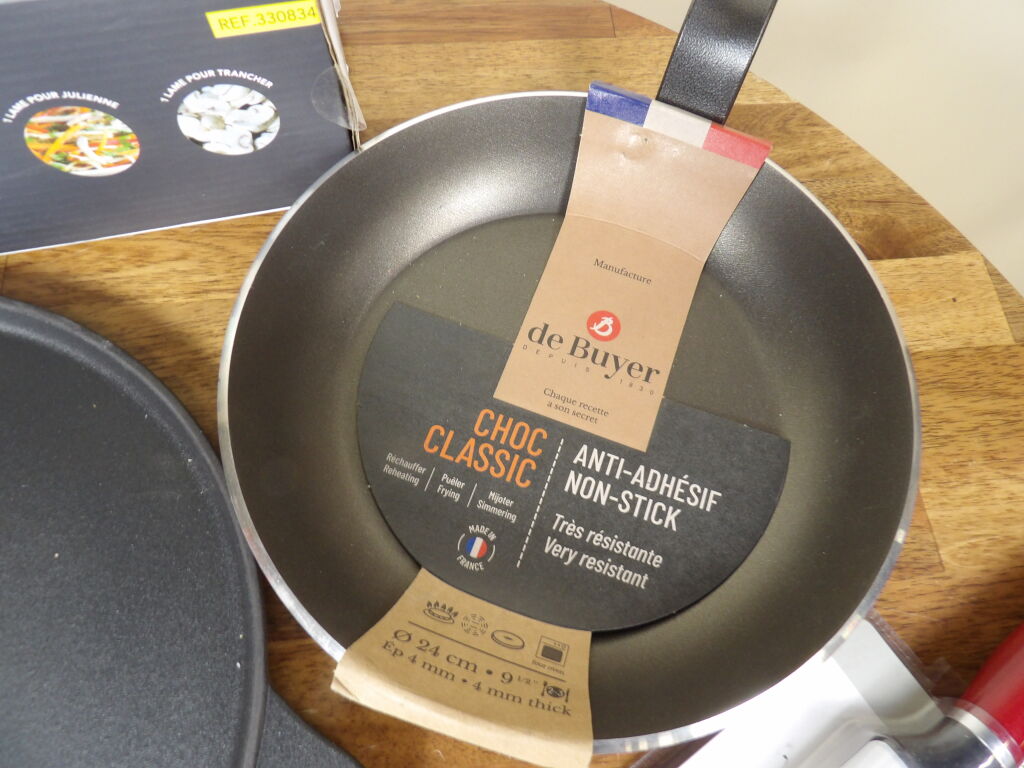 REF.330834
1 LAME POUR JULIENNE
1 LAME POUR TRANCHER
Manufacture
de Buyer
DEPUIS 1830
Chaque recette
a son secret
CHOC
CLASSIC
Réchauffer
Reheating
Poêler
Frying
Mijoter
Simmering
MADE IN
FRANCE
ANTI-ADHÉSIF
NON-STICK
Très résistante
Very resistant
Ø 24 cm • 9 1/2"
Ep 4 mm • 4 mm thick